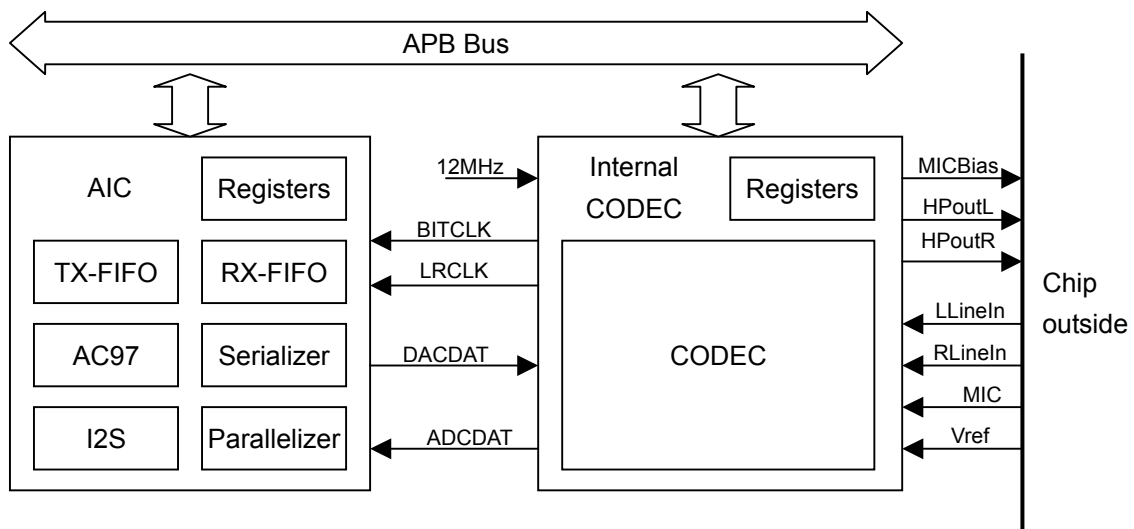 APB Bus
AIC
Registers
TX-FIFO
RX-FIFO
AC97
Serializer
I2S
Parallelizer
12MHz
BITCLK
LRCLK
DACDAT
ADCDAT
Internal
CODEC
Registers
CODEC
MICBias
HPoutL
HPoutR
LLineIn
RLineIn
MIC
Vref
Chip
outside